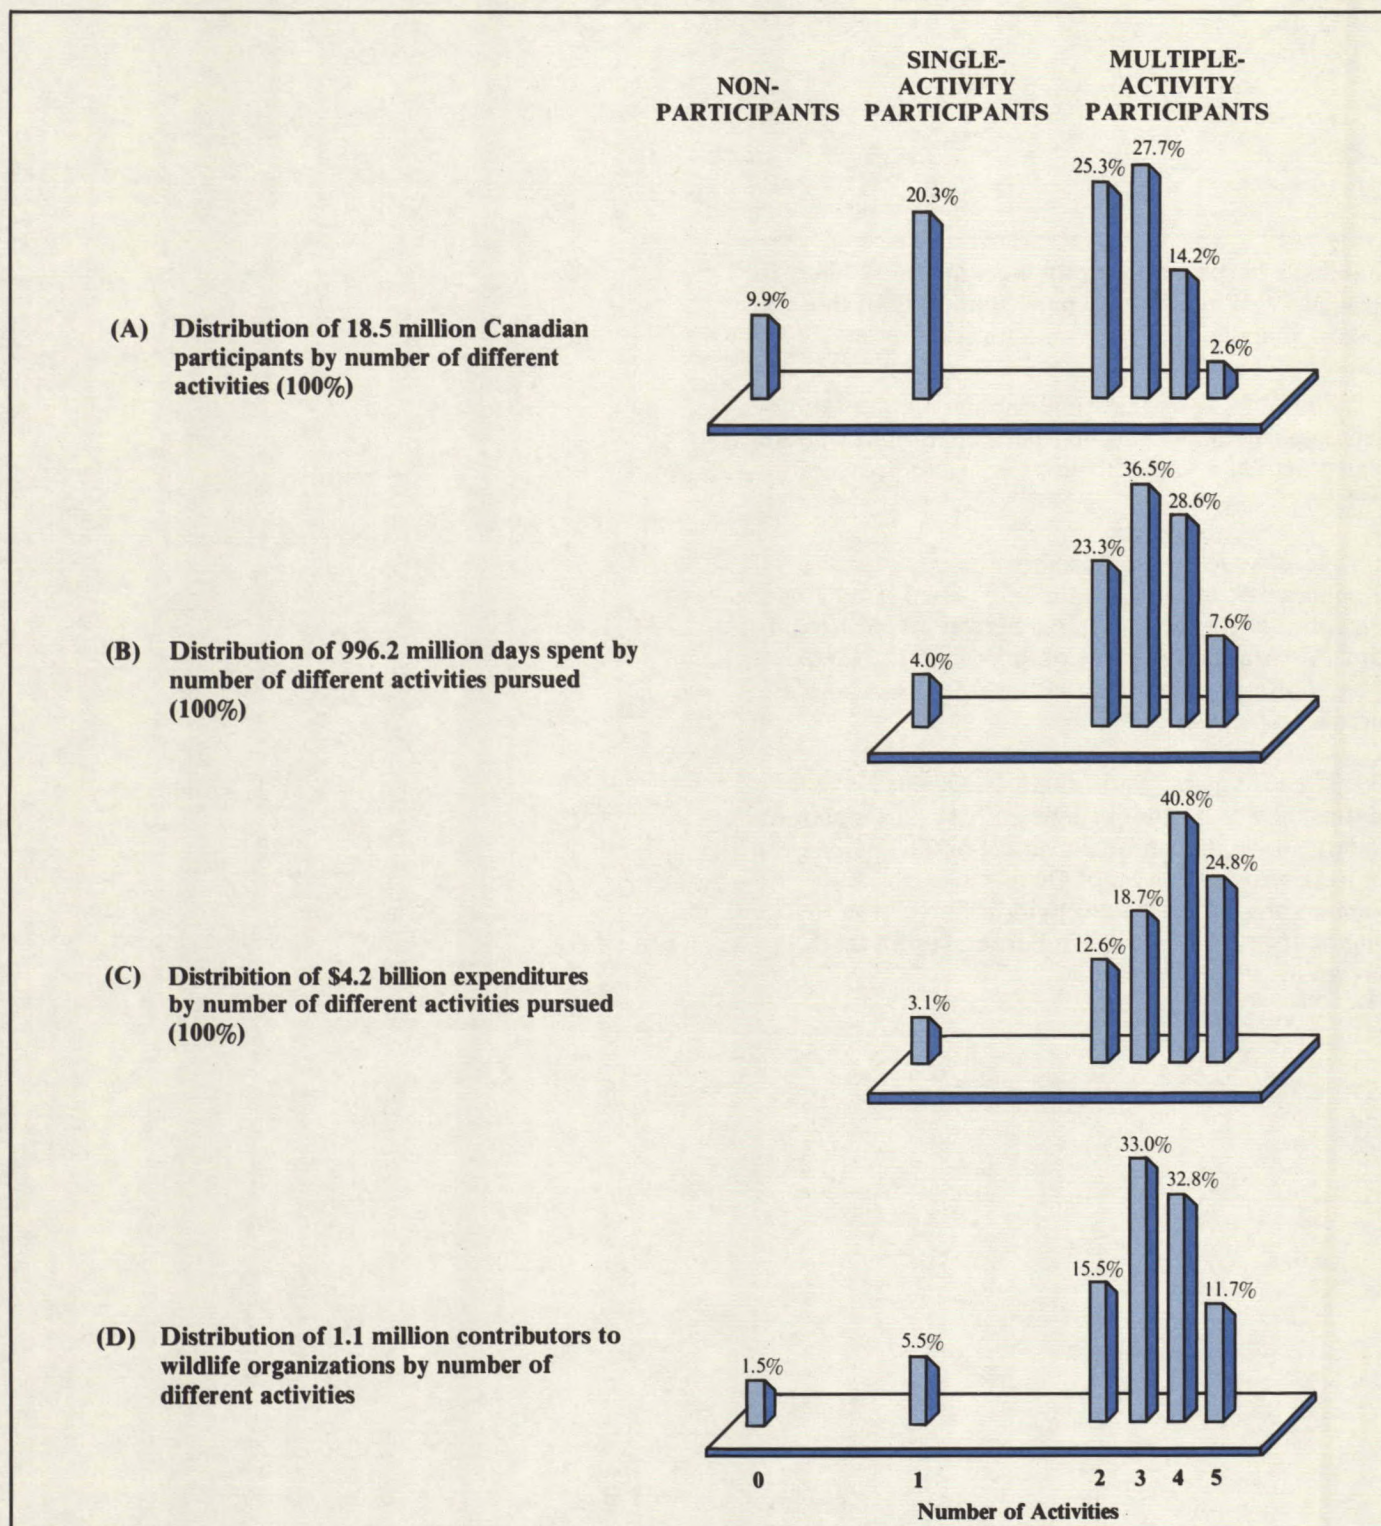 NON-
PARTICIPANTS
SINGLE-
ACTIVITY
PARTICIPANTS
MULTIPLE-
ACTIVITY
PARTICIPANTS
(A) Distribution of 18.5 million Canadian
participants by number of different
activities (100%)
9.9%
20.3%
25.3%
27.7%
14.2%
2.6%
(B) Distribution of 996.2 million days spent by
number of different activities pursued
(100%)
4.0%
23.3%
36.5%
28.6%
7.6%
(C) Distribition of $4.2 billion expenditures
by number of different activities pursued
(100%)
3.1%
12.6%
18.7%
40.8%
24.8%
(D) Distribution of 1.1 million contributors to
wildlife organizations by number of
different activities
1.5%
5.5%
15.5%
33.0%
32.8%
11.7%
0 1 2 3 4 5
Number of Activities